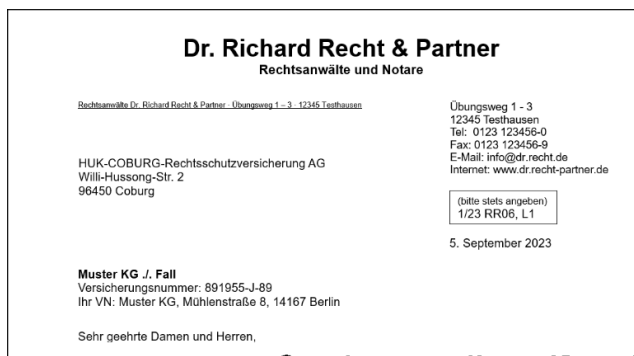 Dr. Richard Recht & Partner
Rechtsanwälte und Notare
Rechtsanwälte Dr. Richard Recht & Partner · Übungsweg 1 – 3 · 12345 Testhausen
Übungsweg 1 - 3
12345 Testhausen
Tel: 0123 123456-0
Fax: 0123 123456-9
E-Mail: info@dr.recht.de
Internet: www.dr.recht-partner.de
HUK-COBURG-Rechtsschutzversicherung AG
Willi-Hussong-Str. 2
96450 Coburg
(bitte stets angeben)
1/23 RR06, L1
5. September 2023
Muster KG ./. Fall
Versicherungsnummer: 891955-J-89
Ihr VN: Muster KG, Mühlenstraße 8, 14167 Berlin
Sehr geehrte Damen und Herren,